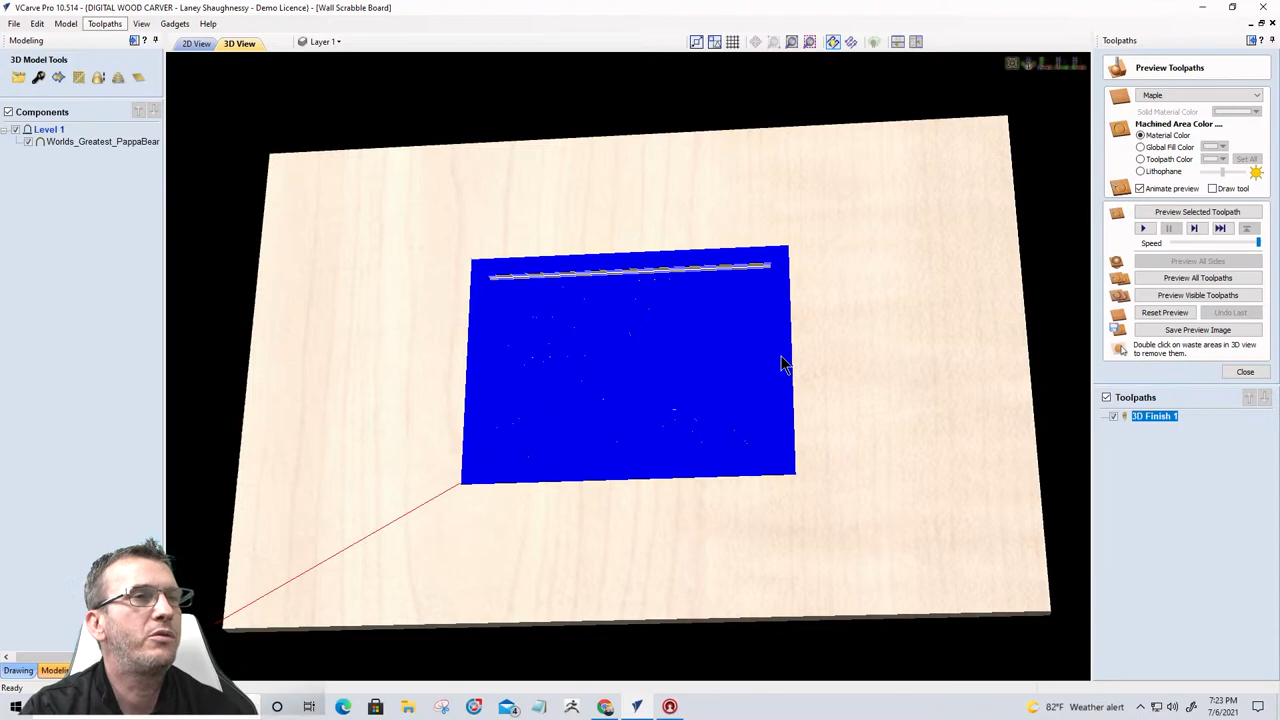 VCarve Pro 10.514 - {DIGITAL WOOD CARVER - Laney Shaughnessy - Demo Licence} - [Wall Scrabble Board]
File Edit Model Toolpaths View Gadgets Help
Modeling
2D View
3D View
Layer 1
Toolpaths
3D Model Tools
Components
Level 1
Worlds_Greatest_PappaBear
Preview Toolpaths
Maple
Solid Material Color
Machined Area Color ....
Material Color
Global Fill Color
Toolpath Color
Set All
Lithophane
Animate preview
Draw tool
Preview Selected Toolpath
Speed
Preview All Sides
Preview All Toolpaths
Preview Visible Toolpaths
Reset Preview
Undo Last
Save Preview Image
Double click on waste areas in 3D view
to remove them.
Close
Toolpaths
3D Finish 1
Drawing
Ready
4
82°F Weather alert
7:23 PM
7/6/2021